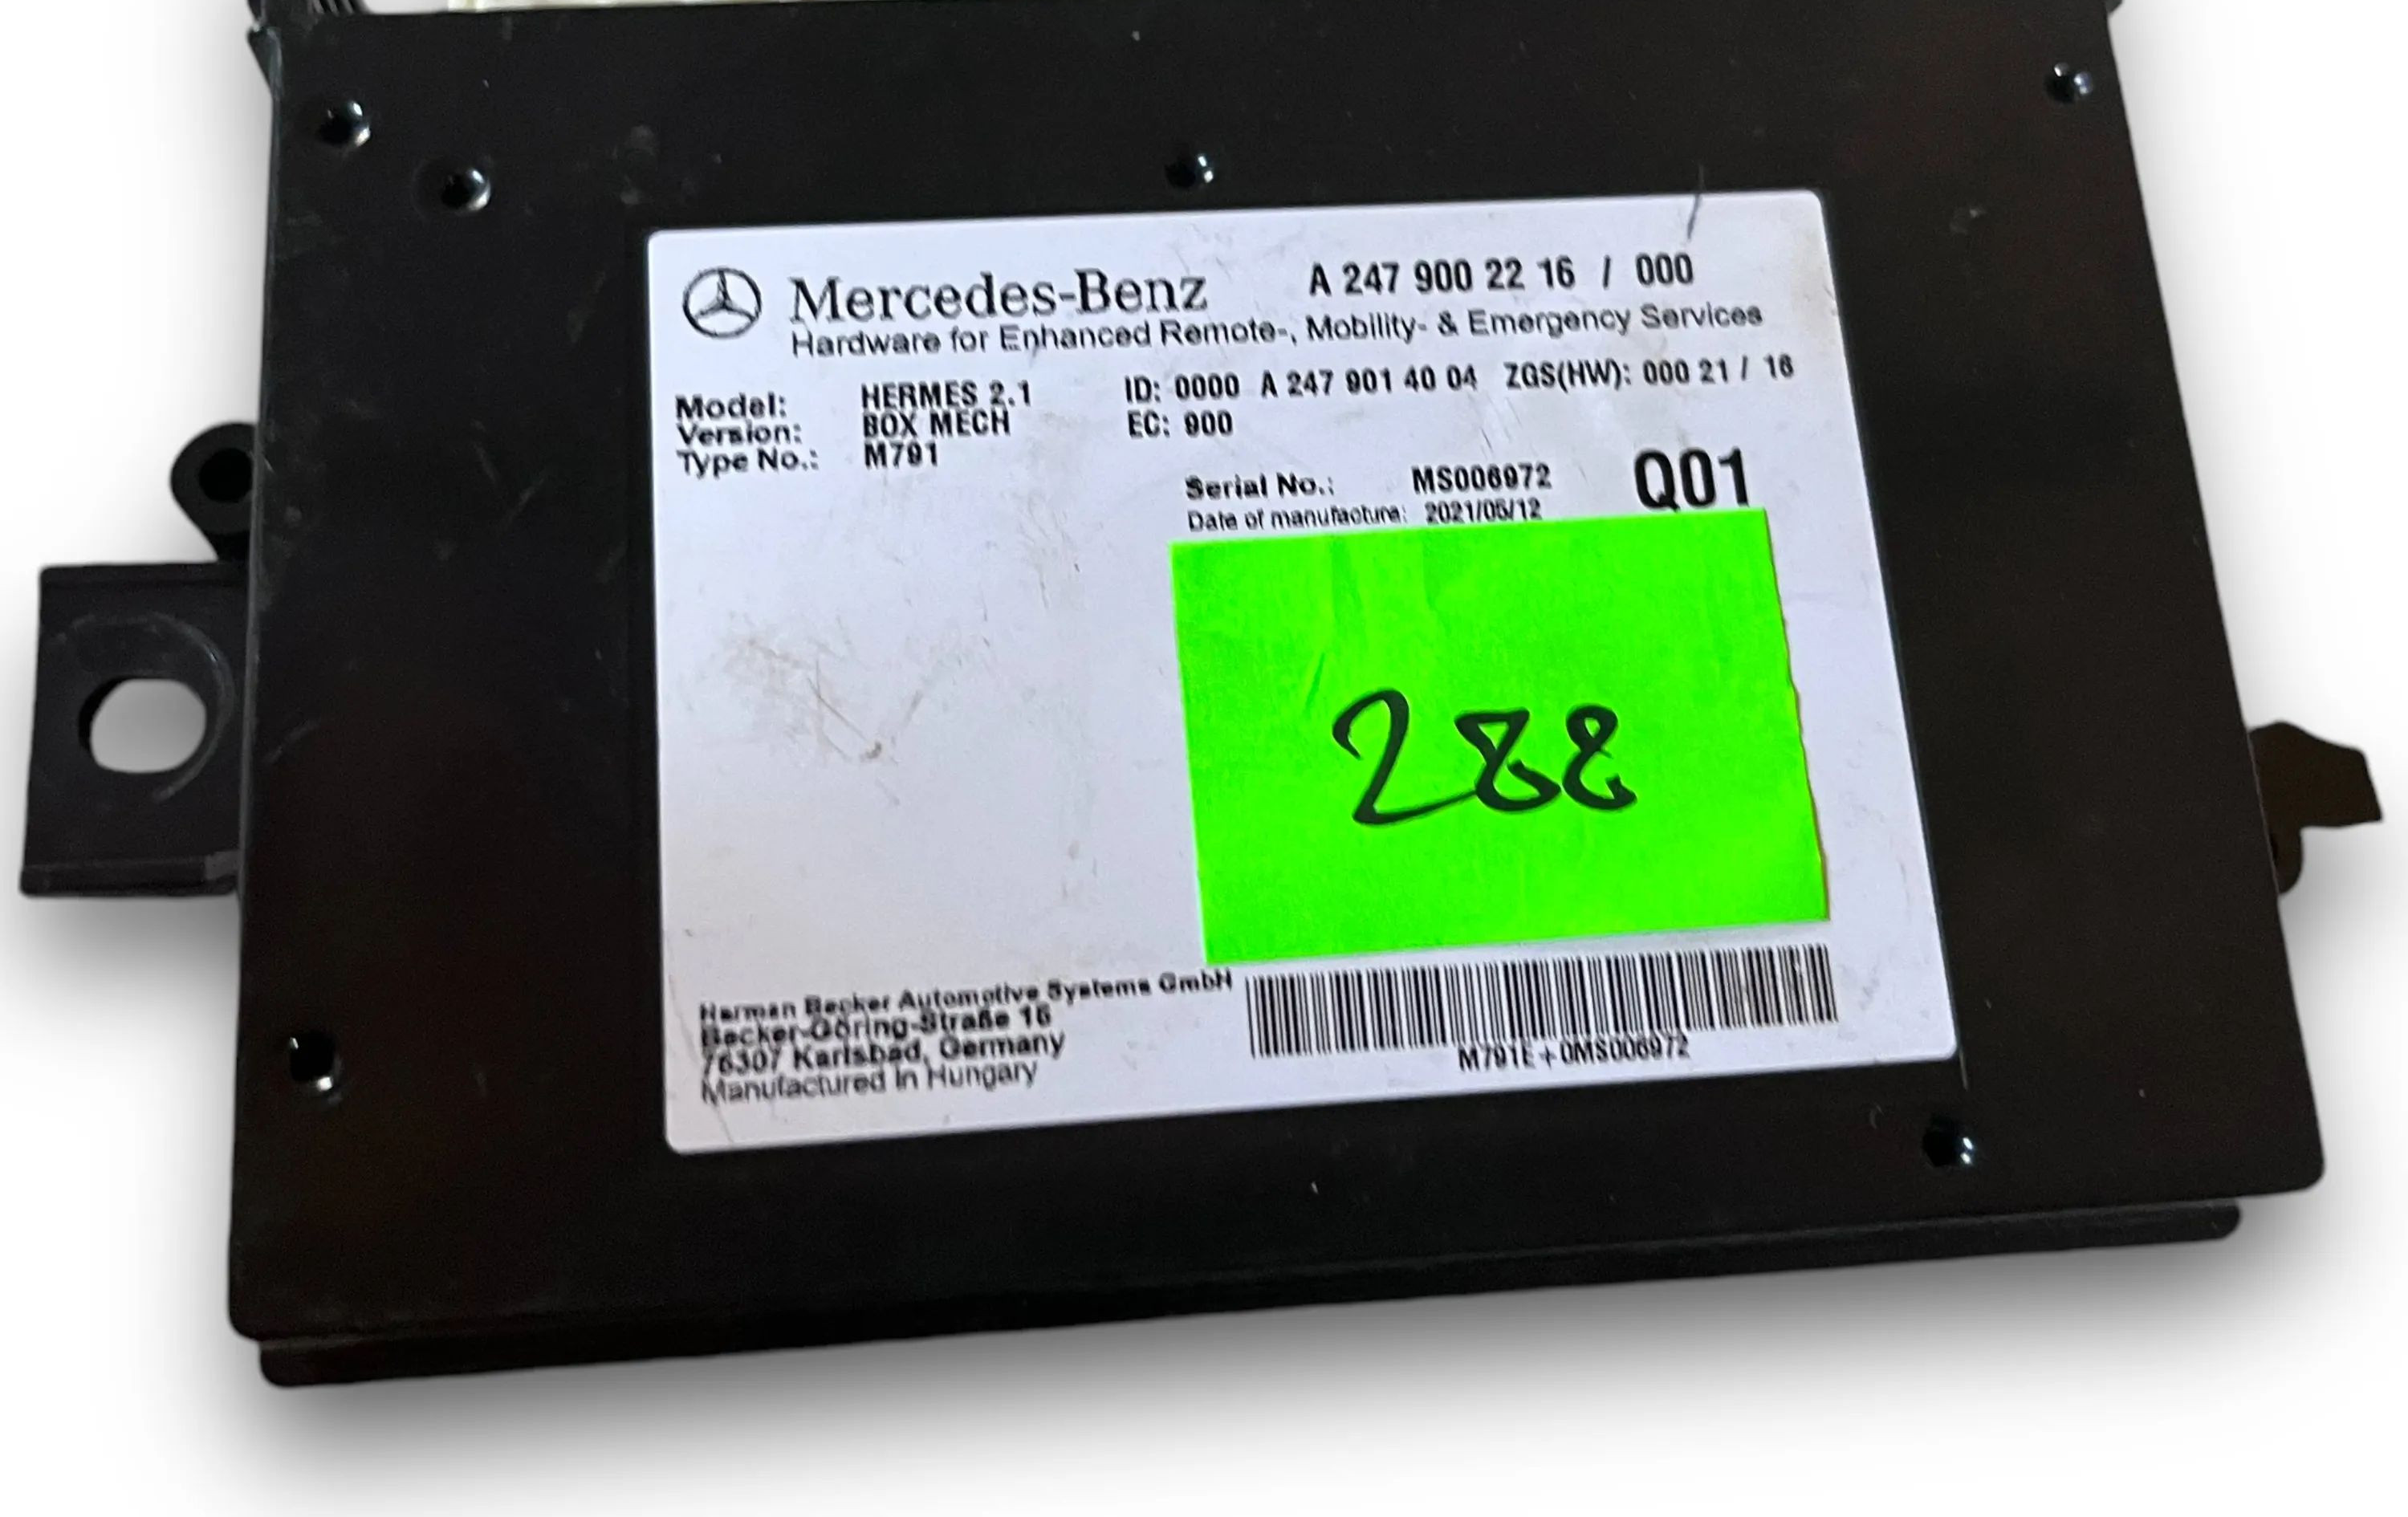 Mercedes-Benz A 247 900 22 16 / 000
Hardware for Enhanced Remote-, Mobility- & Emergency Services
Model: HERMES 2.1 ID: 0000 A 247 901 40 04 ZGS(HW): 000 21 / 16
Version: BOX MECH EC: 900
Type No.: M791
Serial No.: MS006972 Q01
Date of manufacture: 2021/05/12
288
Harman Becker Automotive Systems GmbH
Becker-Göring-Straße 16
76307 Karlsbad, Germany
Manufactured in Hungary
M791E+0MS006972